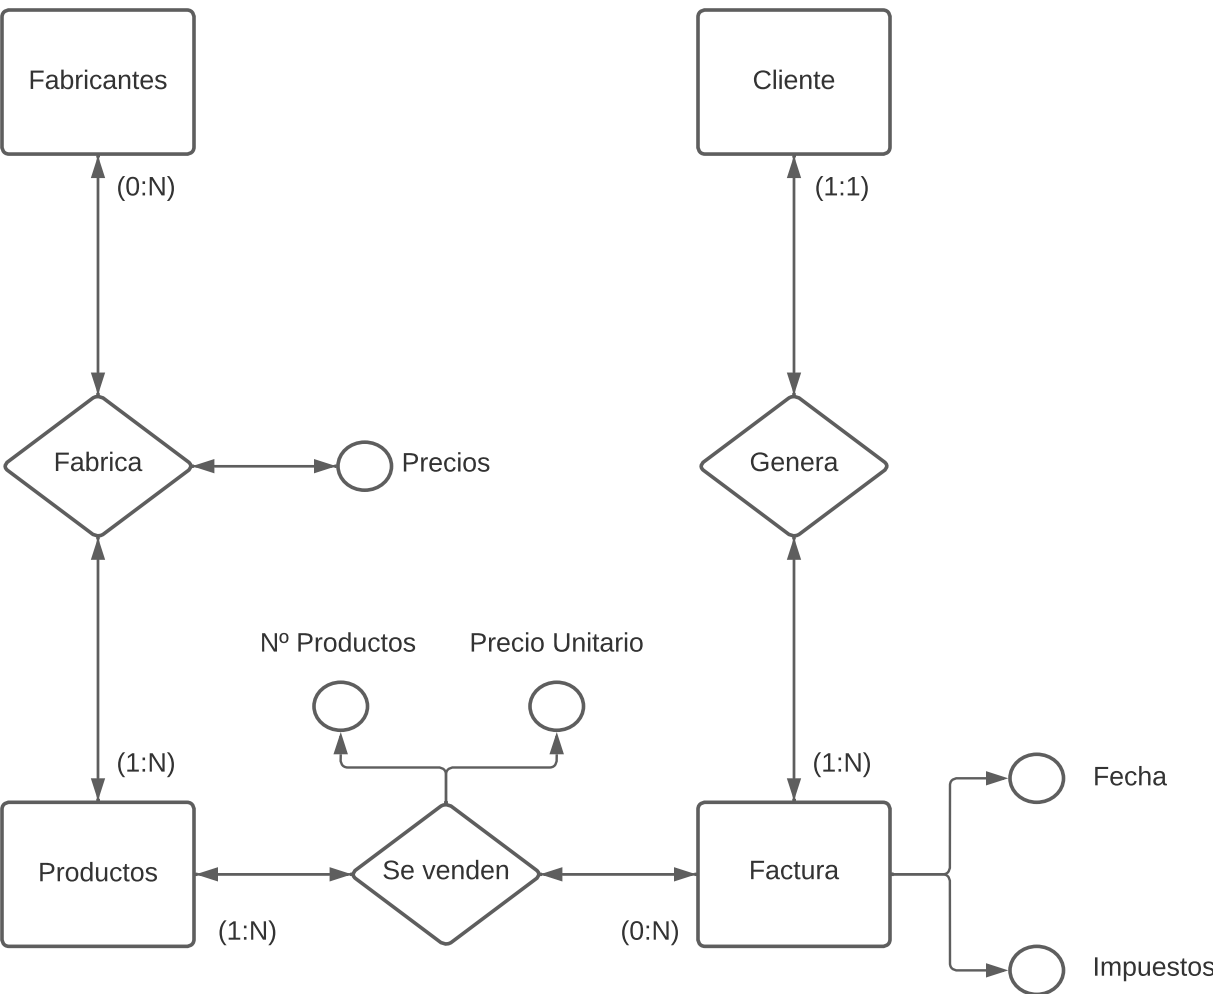 Fabricantes
Cliente
(0:N)
(1:1)
Fabrica
Precios
Genera
Nº Productos
Precio Unitario
(1:N)
(1:N)
Fecha
Productos
Se venden
Factura
(1:N)
(0:N)
Impuestos